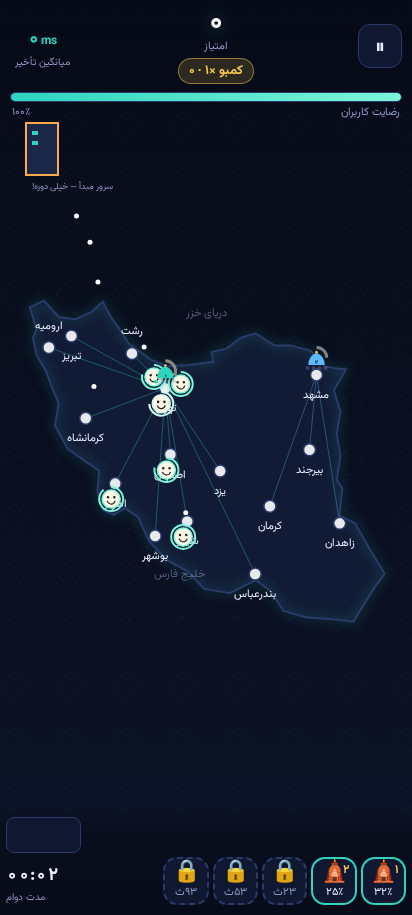 ۰
۰ ms
امتیاز
میانگین تأخیر
کمبو ×۱ · ۰
رضایت کاربران
۱۰۰٪
سرور مبدأ — خیلی دوره!
دریای خزر
ارومیه
رشت
تبریز
مشهد
کرمانشاه
بیرجند
یزد
کرمان
زاهدان
بوشهر
خلیج فارس
بندرعباس
۱
۳۲٪
۲
۲۵٪
۲۳ث
۵۳ث
۹۳ث
۰۰:۰۲
مدت دوام